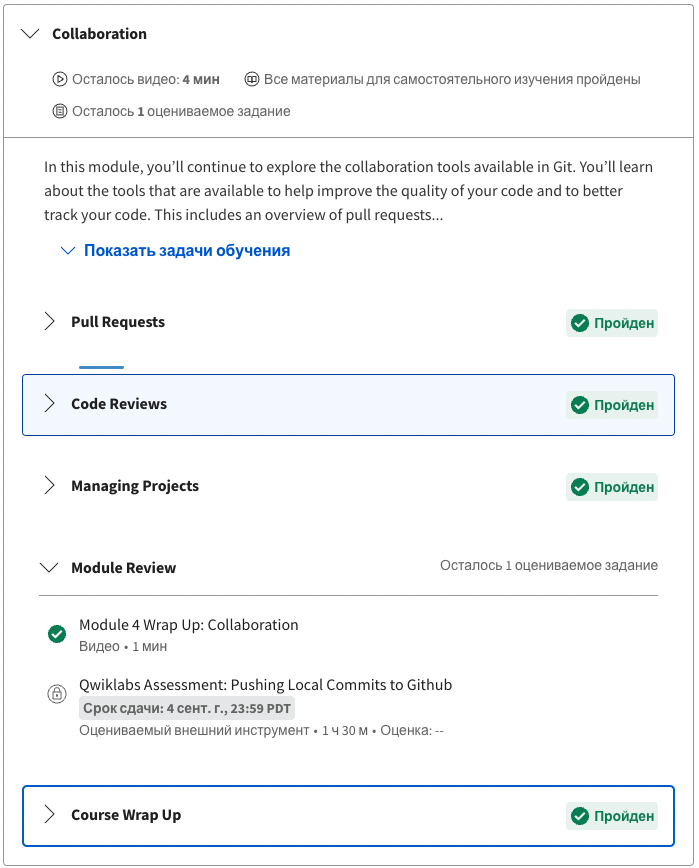 Collaboration
Осталось видео: 4 мин
Все материалы для самостоятельного изучения пройдены
Осталось 1 оцениваемое задание
In this module, you’ll continue to explore the collaboration tools available in Git. You’ll learn
about the tools that are available to help improve the quality of your code and to better
track your code. This includes an overview of pull requests...
Показать задачи обучения
Pull Requests
Пройден
Code Reviews
Пройден
Managing Projects
Пройден
Module Review
Осталось 1 оцениваемое задание
Module 4 Wrap Up: Collaboration
Видео • 1 мин
Qwiklabs Assessment: Pushing Local Commits to Github
Срок сдачи: 4 сент. г., 23:59 PDT
Оцениваемый внешний инструмент • 1 ч 30 м • Оценка: --
Course Wrap Up
Пройден